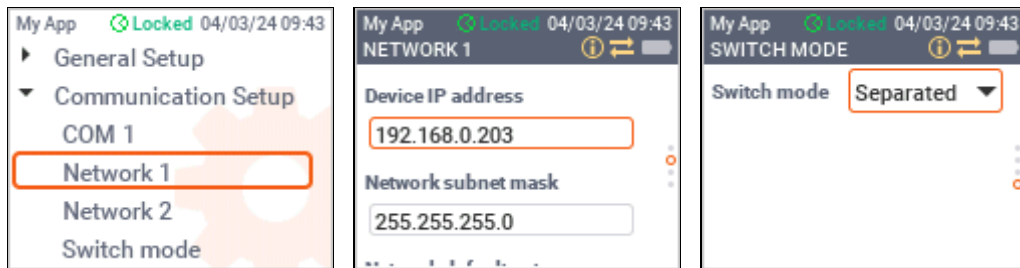 My App Locked 04/03/24 09:43
General Setup
Communication Setup
COM 1
Network 1
Network 2
Switch mode
My App Locked 04/03/24 09:43
NETWORK 1
Device IP address
192.168.0.203
Network subnet mask
255.255.255.0
My App Locked 04/03/24 09:43
SWITCH MODE
Switch mode Separated